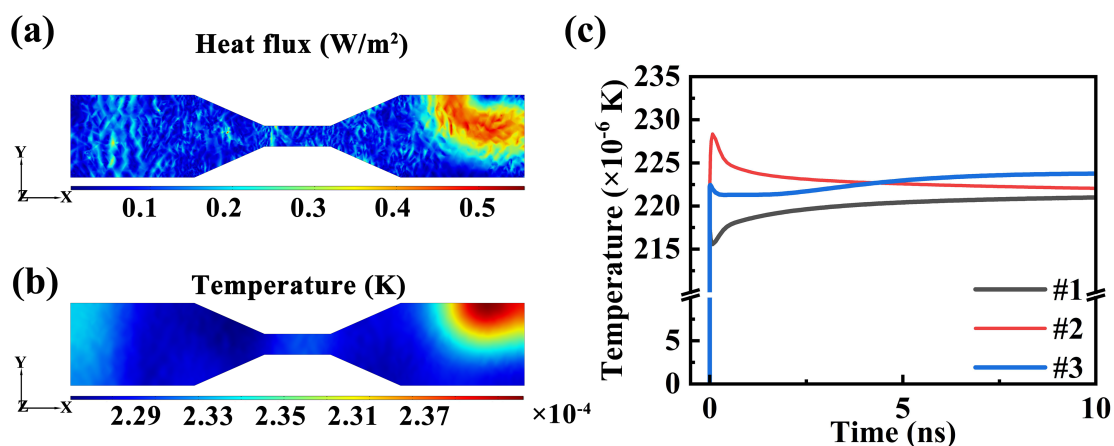 (a)
Heat flux (W/m²)
Y
Z X
0.1 0.2 0.3 0.4 0.5
(b)
Temperature (K)
Y
Z X
2.29 2.33 2.35 2.31 2.37 ×10⁻⁴
(c)
Temperature (×10⁻⁶ K)
235
230
225
220
215
5
0
#1
#2
#3
0 5 10
Time (ns)